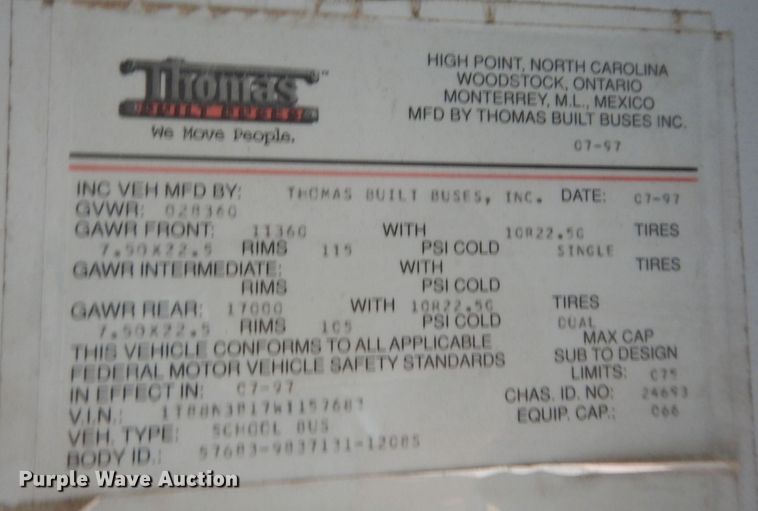 Thomas
BUILT BUSES
We Move People.
HIGH POINT, NORTH CAROLINA
WOODSTOCK, ONTARIO
MONTERREY, M.L., MEXICO
MFD BY THOMAS BUILT BUSES INC.
07-97
INC VEH MFD BY: THOMAS BUILT BUSES, INC. DATE: 07-97
GVWR: 028360
GAWR FRONT: 11360 WITH 10R22.5G TIRES
7.50X22.5 RIMS 115 PSI COLD SINGLE
GAWR INTERMEDIATE: WITH TIRES
RIMS PSI COLD
GAWR REAR: 17000 WITH 10R22.5G TIRES
7.50X22.5 RIMS 105 PSI COLD DUAL
THIS VEHICLE CONFORMS TO ALL APPLICABLE MAX CAP
FEDERAL MOTOR VEHICLE SAFETY STANDARDS SUB TO DESIGN
IN EFFECT IN: 07-97 LIMITS: 075
V.I.N.: CHAS. ID. NO: 24693
VEH. TYPE: SCHOOL BUS EQUIP. CAP.: 066
BODY ID.: 57683-9837131-12085
Purple Wave Auction